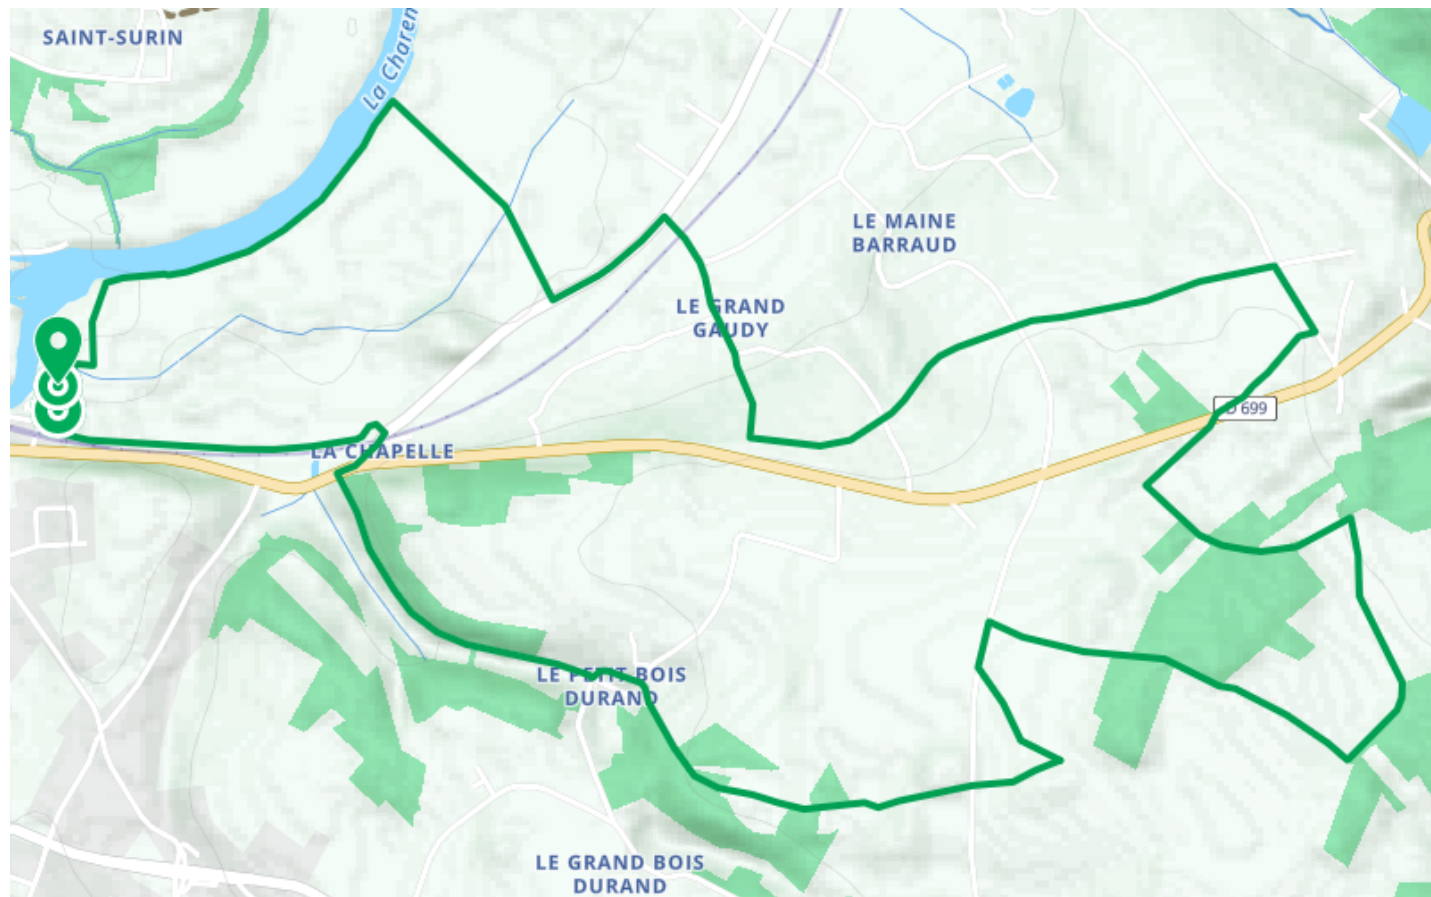 SAINT-SURIN
La Charen
LE MAINE
BARRAUD
LE GRAND
GAUDY
D 699
LA CHAPELLE
LE PETIT BOIS
DURAND
LE GRAND BOIS
DURAND